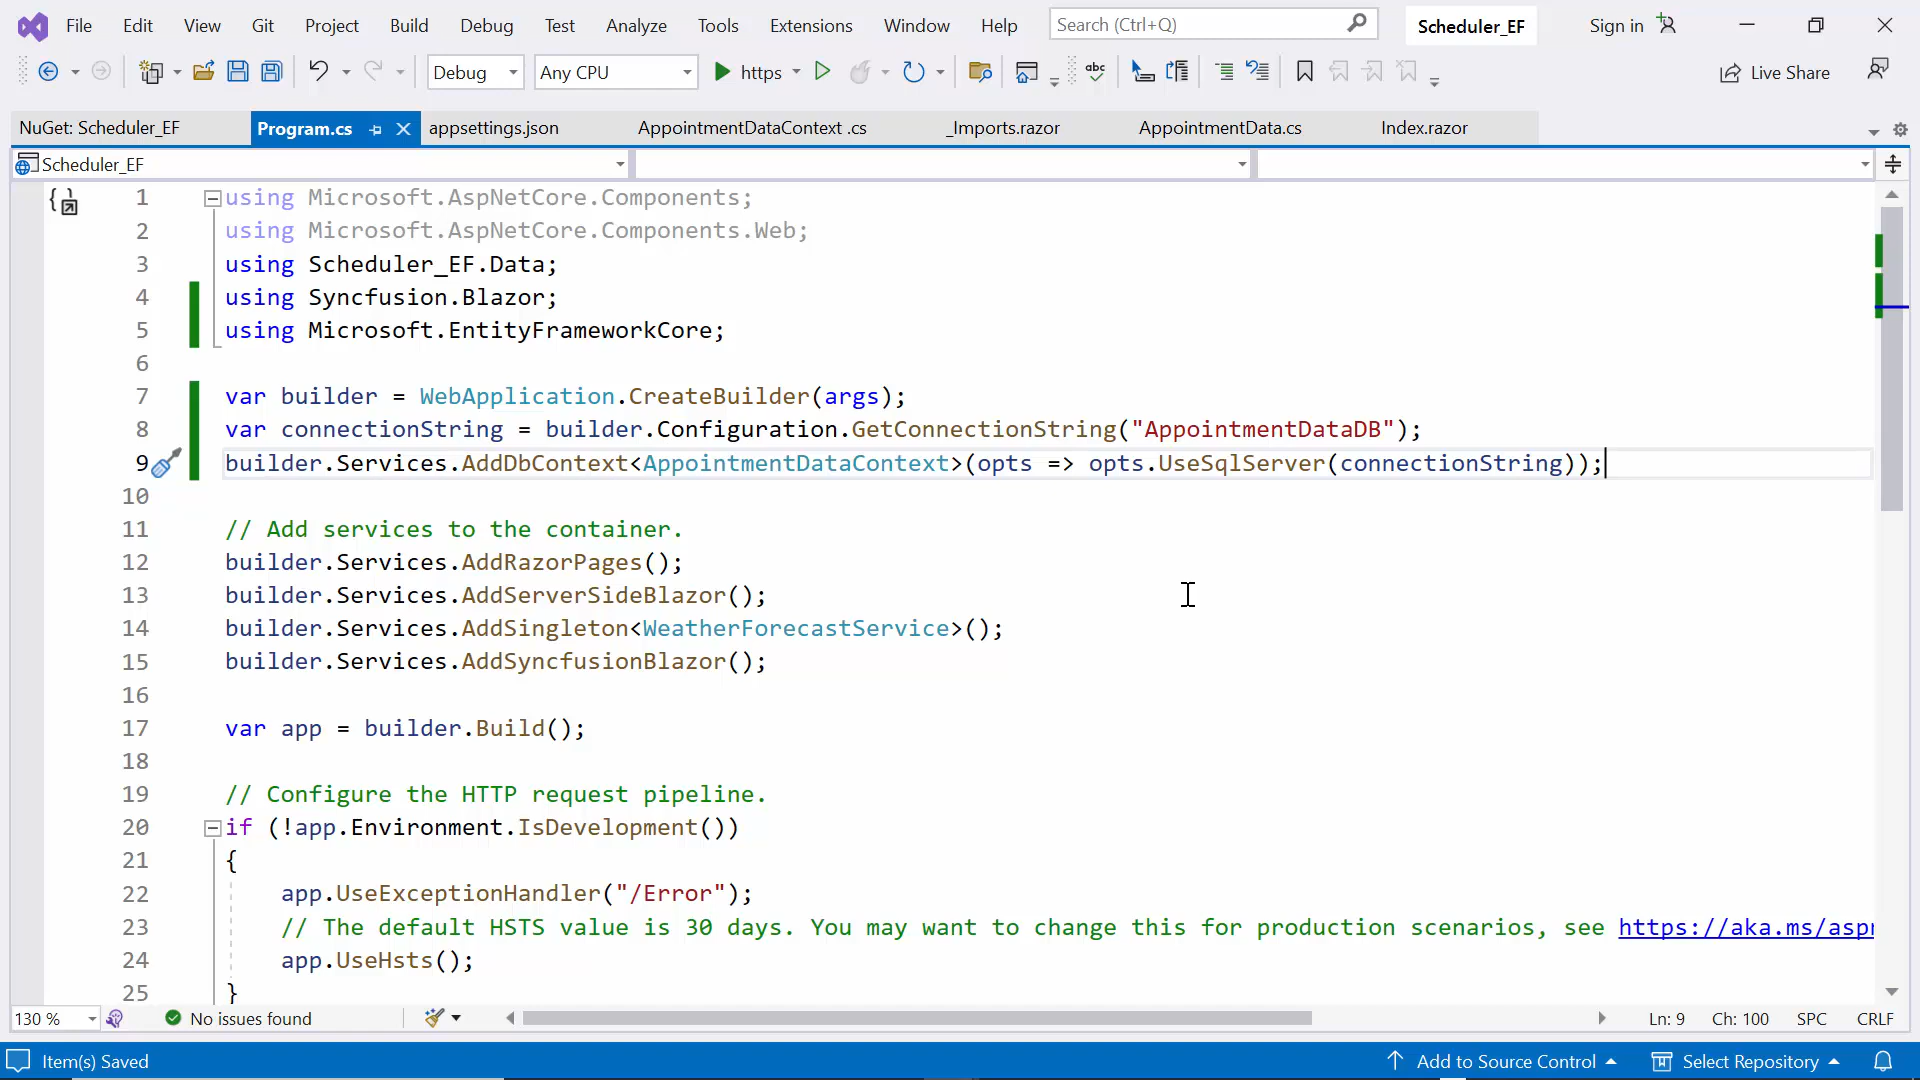 File Edit View Git Project Build Debug Test Analyze Tools Extensions Window Help Search (Ctrl+Q) Scheduler_EF Sign in
Debug Any CPU https abc Live Share
NuGet: Scheduler_EF Program.cs appsettings.json AppointmentDataContext .cs _Imports.razor AppointmentData.cs Index.razor
Scheduler_EF
1 using Microsoft.AspNetCore.Components;
2 using Microsoft.AspNetCore.Components.Web;
3 using Scheduler_EF.Data;
4 using Syncfusion.Blazor;
5 using Microsoft.EntityFrameworkCore;
6
7 var builder = WebApplication.CreateBuilder(args);
8 var connectionString = builder.Configuration.GetConnectionString("AppointmentDataDB");
9 builder.Services.AddDbContext<AppointmentDataContext>(opts => opts.UseSqlServer(connectionString));
10
11 // Add services to the container.
12 builder.Services.AddRazorPages();
13 builder.Services.AddServerSideBlazor();
14 builder.Services.AddSingleton<WeatherForecastService>();
15 builder.Services.AddSyncfusionBlazor();
16
17 var app = builder.Build();
18
19 // Configure the HTTP request pipeline.
20 if (!app.Environment.IsDevelopment())
21 {
22 app.UseExceptionHandler("/Error");
23 // The default HSTS value is 30 days. You may want to change this for production scenarios, see https://aka.ms/aspn
24 app.UseHsts();
25 }
130 % No issues found Ln: 9 Ch: 100 SPC CRLF
Item(s) Saved Add to Source Control Select Repository